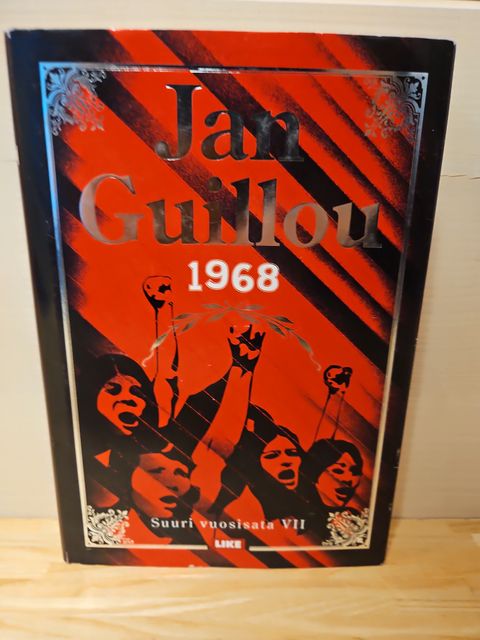 Jan
Guillou
1968
Suuri vuosisata VII
LIKE